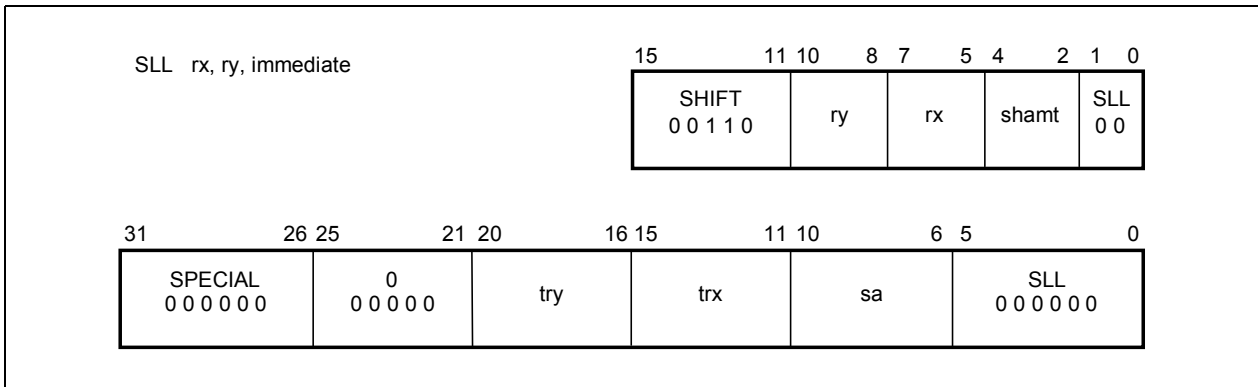 SLL rx, ry, immediate
15 11 10 8 7 5 4 2 1 0
SHIFT
0 0 1 1 0
ry
rx
shamt
SLL
0 0
31 26 25 21 20 16 15 11 10 6 5 0
SPECIAL
0 0 0 0 0 0
0
0 0 0 0 0
try
trx
sa
SLL
0 0 0 0 0 0